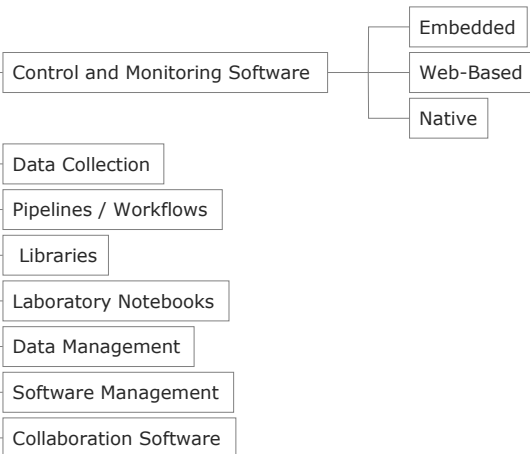 Embedded
Control and Monitoring Software
Web-Based
Native
Data Collection
Pipelines / Workflows
Libraries
Laboratory Notebooks
Data Management
Software Management
Collaboration Software